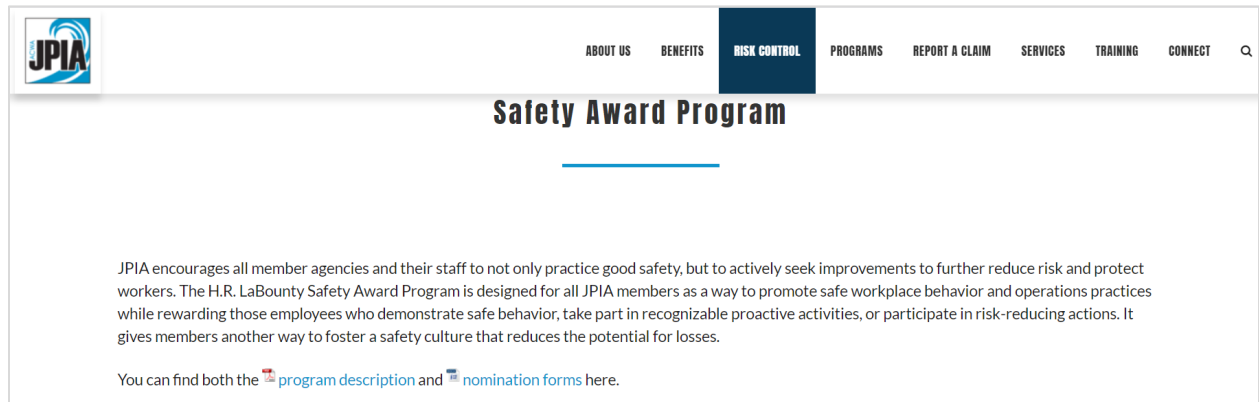 ACWA
JPIA
ABOUT US BENEFITS RISK CONTROL PROGRAMS REPORT A CLAIM SERVICES TRAINING CONNECT
Safety Award Program
JPIA encourages all member agencies and their staff to not only practice good safety, but to actively seek improvements to further reduce risk and protect
workers. The H.R. LaBounty Safety Award Program is designed for all JPIA members as a way to promote safe workplace behavior and operations practices
while rewarding those employees who demonstrate safe behavior, take part in recognizable proactive activities, or participate in risk-reducing actions. It
gives members another way to foster a safety culture that reduces the potential for losses.
You can find both the program description and nomination forms here.